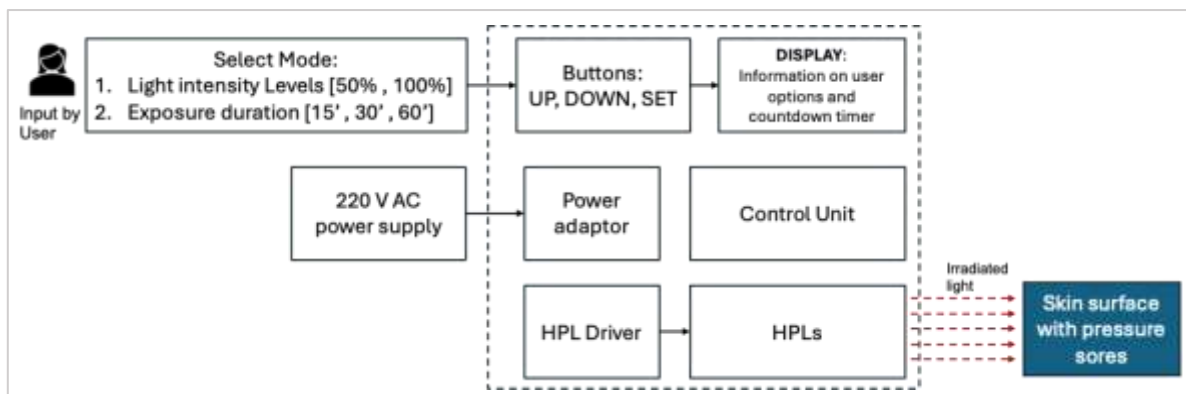 Input by
User
Select Mode:
1. Light intensity Levels [50% , 100%]
2. Exposure duration [15’ , 30’ , 60’]
Buttons:
UP, DOWN, SET
DISPLAY:
Information on user
options and
countdown timer
220 V AC
power supply
Power
adaptor
Control Unit
HPL Driver
HPLs
Irradiated
light
Skin surface
with pressure
sores